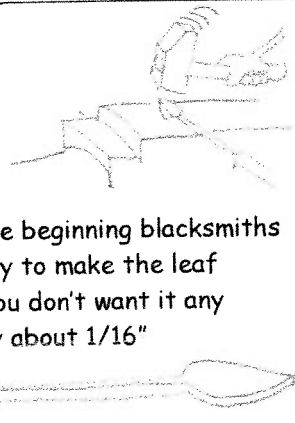 e beginning blacksmiths
y to make the leaf
ou don't want it any
about 1/16"